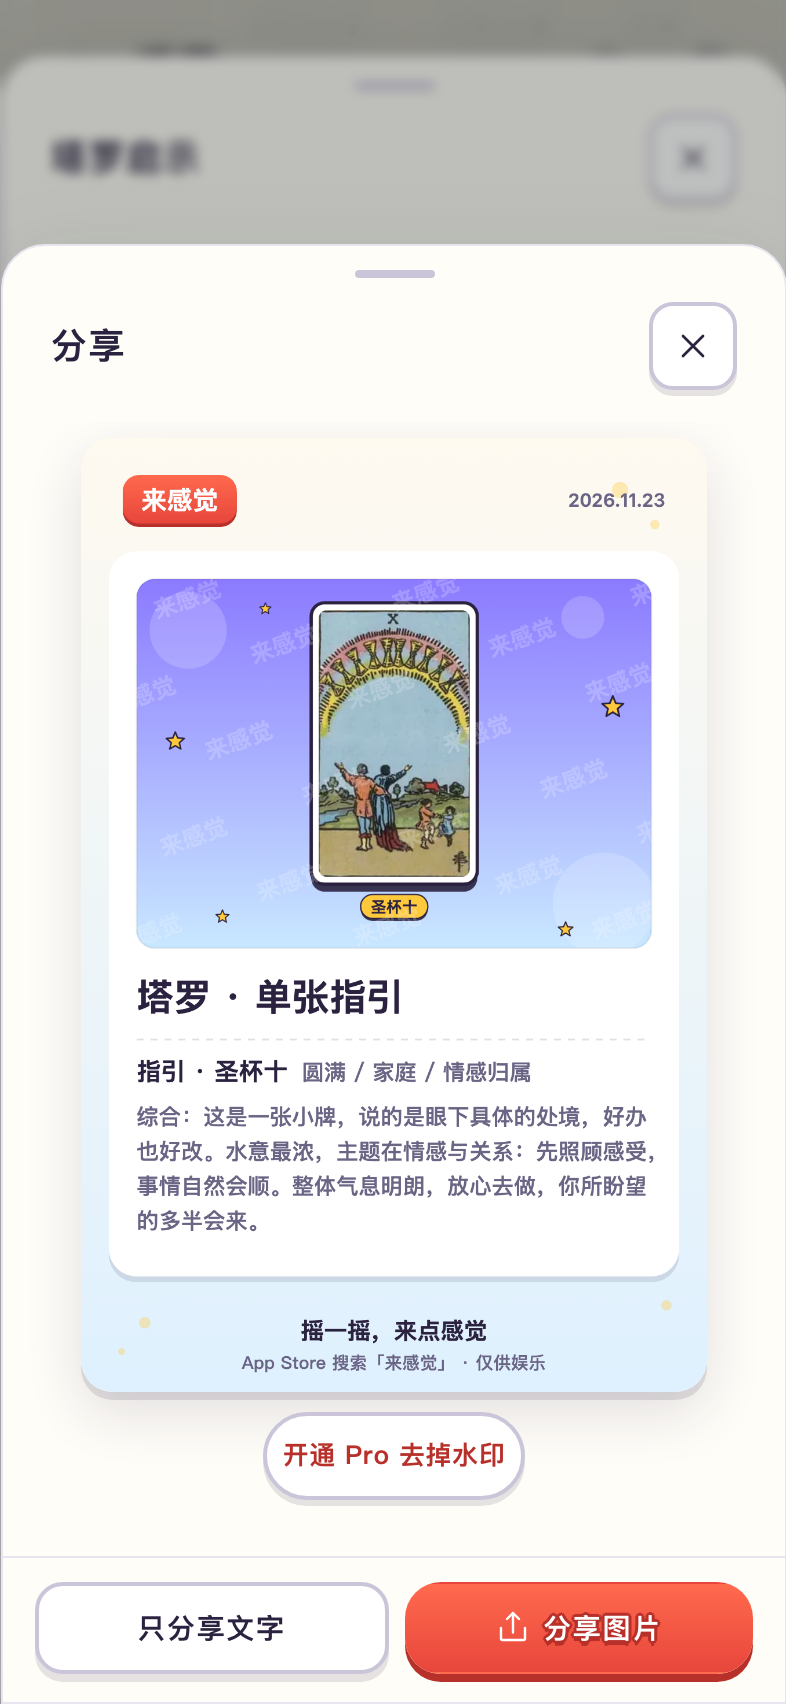 塔罗启示
分享
来感觉
2026.11.23
X
圣杯十
塔罗 · 单张指引
指引 · 圣杯十 圆满 / 家庭 / 情感归属
综合：这是一张小牌，说的是眼下具体的处境，好办
也好改。水意最浓，主题在情感与关系：先照顾感受，
事情自然会顺。整体气息明朗，放心去做，你所盼望
的多半会来。
摇一摇，来点感觉
App Store 搜索「来感觉」 · 仅供娱乐
开通 Pro 去掉水印
只分享文字
分享图片